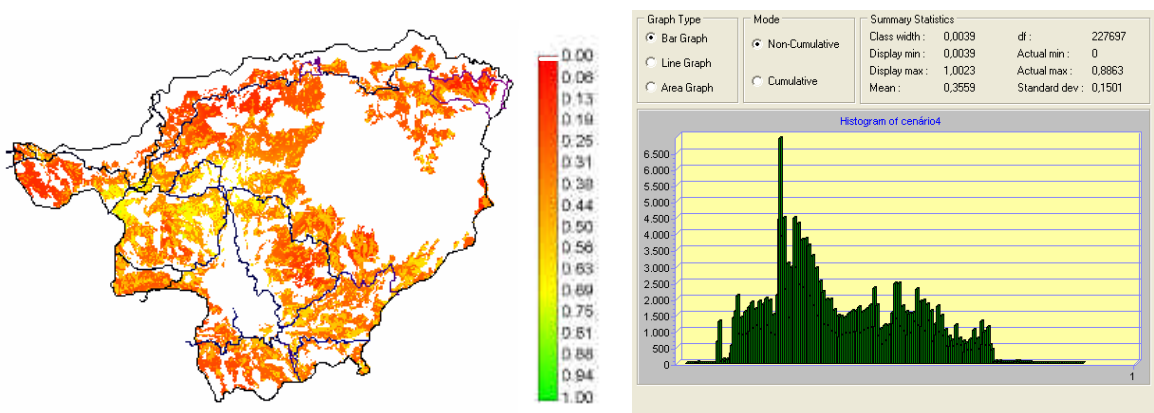 0.00
0.06
0.13
0.19
0.25
0.31
0.38
0.44
0.50
0.56
0.63
0.69
0.75
0.81
0.88
0.94
1.00
Graph Type
Bar Graph
Line Graph
Area Graph
Mode
Non-Cumulative
Cumulative
Summary Statistics
Class width : 0,0039 df : 227697
Display min : 0,0039 Actual min : 0
Display max : 1,0023 Actual max : 0,8863
Mean : 0,3559 Standard dev : 0,1501
Histogram of cenário4
6.500
6.000
5.500
5.000
4.500
4.000
3.500
3.000
2.500
2.000
1.500
1.000
500
0
1